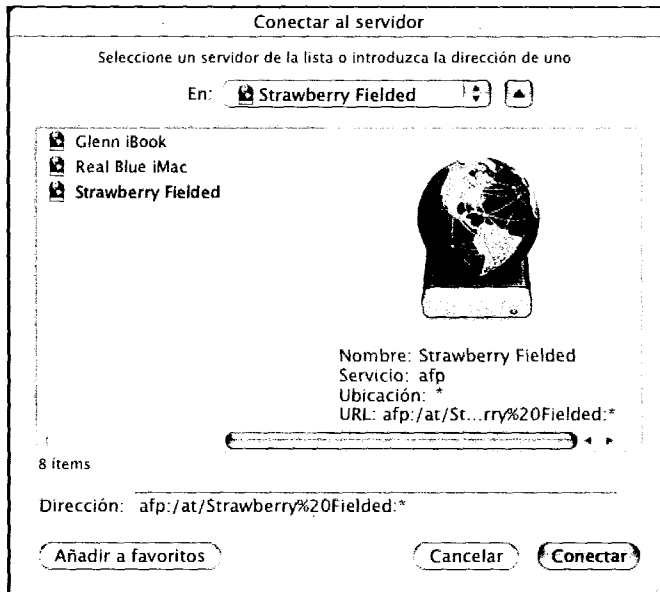 Conectar al servidor
Seleccione un servidor de la lista o introduzca la dirección de uno
En: Strawberry Fielded
Glenn iBook
Real Blue iMac
Strawberry Fielded
Nombre: Strawberry Fielded
Servicio: afp
Ubicación: *
URL: afp:/at/St...rry%20Fielded:*
8 items
Dirección: afp:/at/Strawberry%20Fielded:*
Añadir a favoritos
Cancelar
Conectar